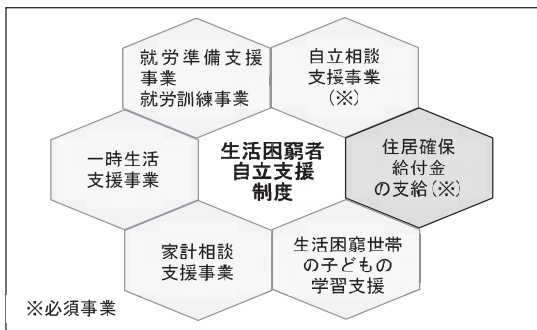 就労準備支援
事業
就労訓練事業
自立相談
支援事業
(※)
一時生活
支援事業
生活困窮者
自立支援
制度
住居確保
給付金
の支給(※)
家計相談
支援事業
生活困窮世帯
の子どもの
学習支援
※必須事業